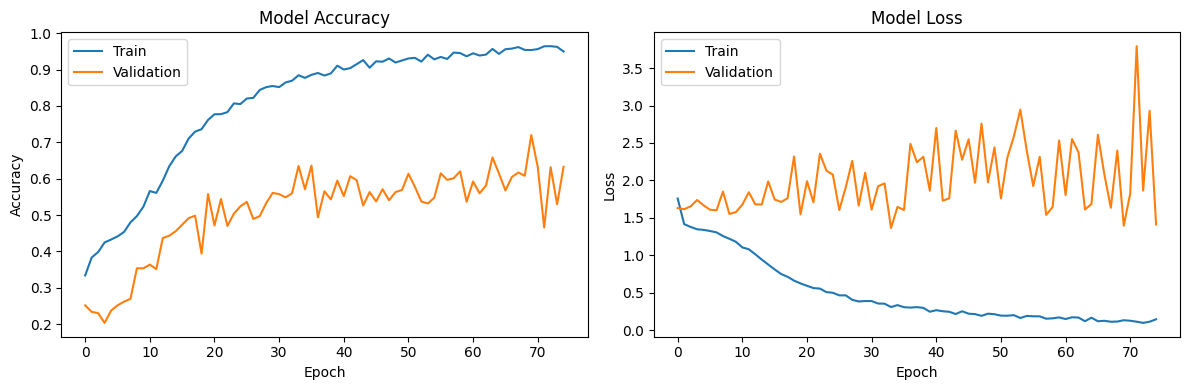 Model Accuracy
Train
Validation
Accuracy
1.0
0.9
0.8
0.7
0.6
0.5
0.4
0.3
0.2
0 10 20 30 40 50 60 70
Epoch
Model Loss
Train
Validation
Loss
3.5
3.0
2.5
2.0
1.5
1.0
0.5
0.0
0 10 20 30 40 50 60 70
Epoch